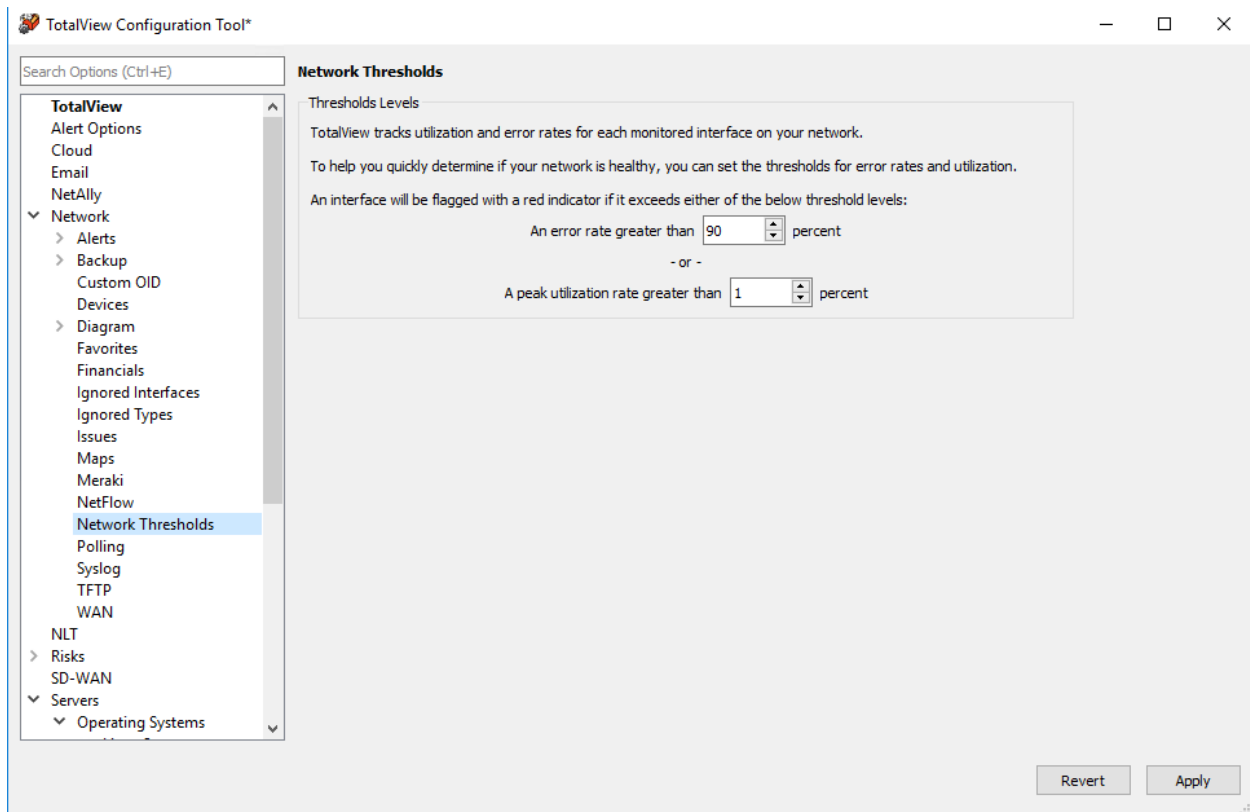 TotalView Configuration Tool*
Search Options (Ctrl+E)
TotalView
Alert Options
Cloud
Email
NetAlly
Network
Alerts
Backup
Custom OID
Devices
Diagram
Favorites
Financials
Ignored Interfaces
Ignored Types
Issues
Maps
Meraki
NetFlow
Network Thresholds
Polling
Syslog
TFTP
WAN
NLT
Risks
SD-WAN
Servers
Operating Systems
Network Thresholds
Thresholds Levels
TotalView tracks utilization and error rates for each monitored interface on your network.
To help you quickly determine if your network is healthy, you can set the thresholds for error rates and utilization.
An interface will be flagged with a red indicator if it exceeds either of the below threshold levels:
An error rate greater than 90 percent
- or -
A peak utilization rate greater than 1 percent
Revert Apply